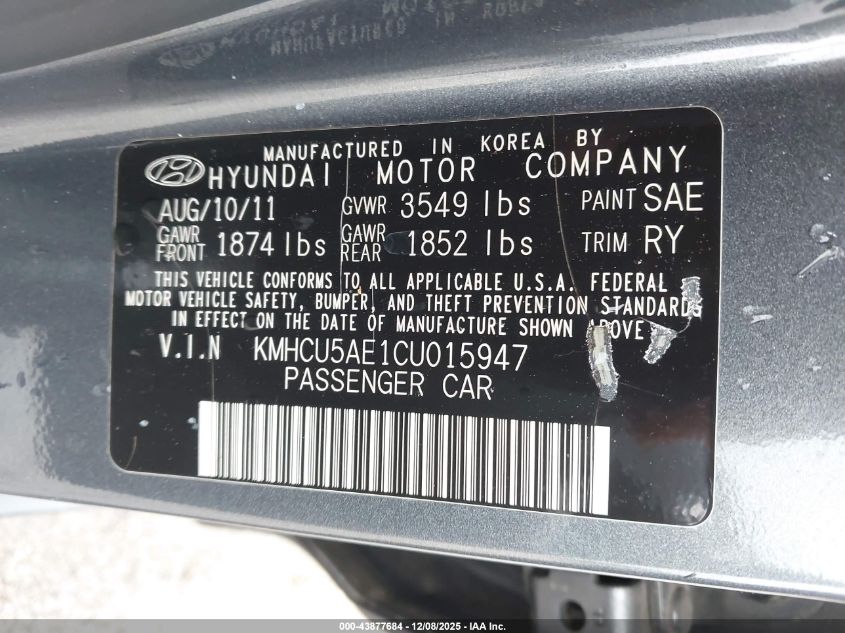 MANUFACTURED IN KOREA BY
HYUNDAI MOTOR COMPANY
AUG/10/11 GVWR 3549 lbs PAINT SAE
GAWR FRONT 1874 lbs GAWR REAR 1852 lbs TRIM RY
THIS VEHICLE CONFORMS TO ALL APPLICABLE U.S.A. FEDERAL
MOTOR VEHICLE SAFETY, BUMPER, AND THEFT PREVENTION STANDARDS
IN EFFECT ON THE DATE OF MANUFACTURE SHOWN ABOVE
V.I.N KMHCU5AE1CU015947
PASSENGER CAR
000-43877684 - 12/08/2025 - IAA Inc.